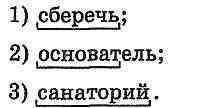 1) сберечь;
2) основатель;
3) санаторий.